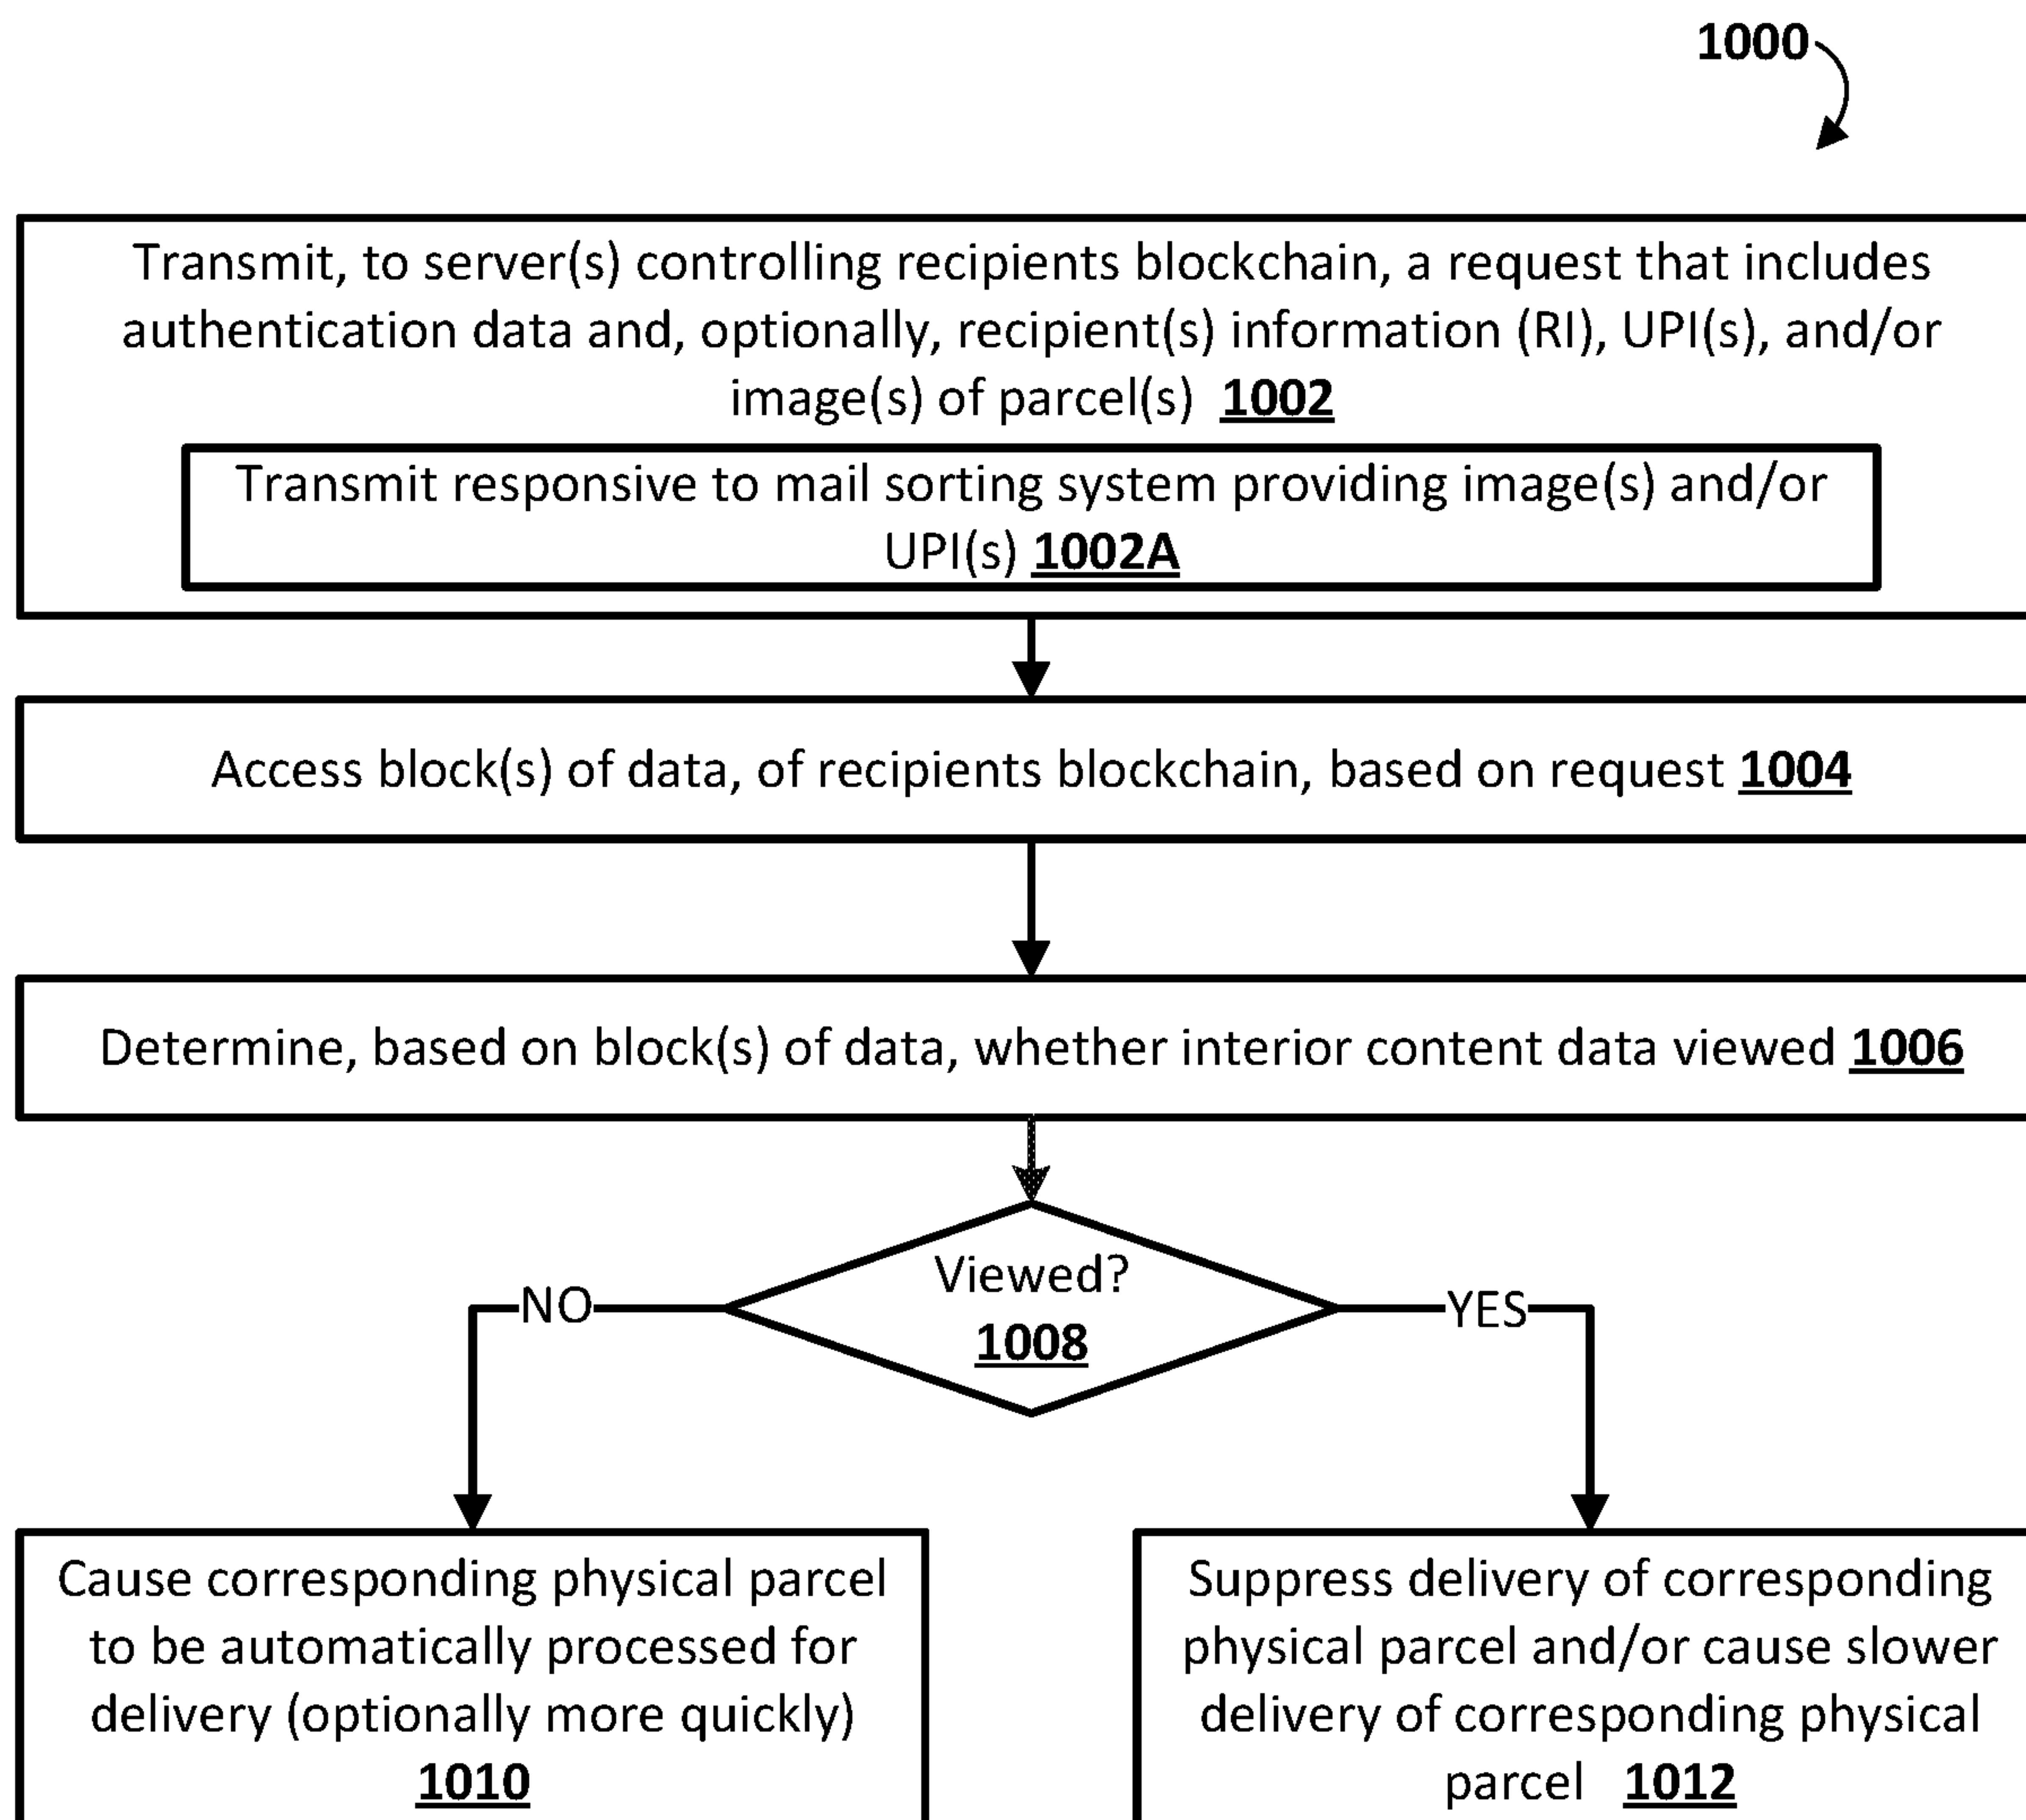 1000
Transmit, to server(s) controlling recipients blockchain, a request that includes
authentication data and, optionally, recipient(s) information (RI), UPI(s), and/or
image(s) of parcel(s) 1002
Transmit responsive to mail sorting system providing image(s) and/or
UPI(s) 1002A
Access block(s) of data, of recipients blockchain, based on request 1004
Determine, based on block(s) of data, whether interior content data viewed 1006
Viewed?
1008
NO
YES
Cause corresponding physical parcel
to be automatically processed for
delivery (optionally more quickly)
1010
Suppress delivery of corresponding
physical parcel and/or cause slower
delivery of corresponding physical
parcel 1012